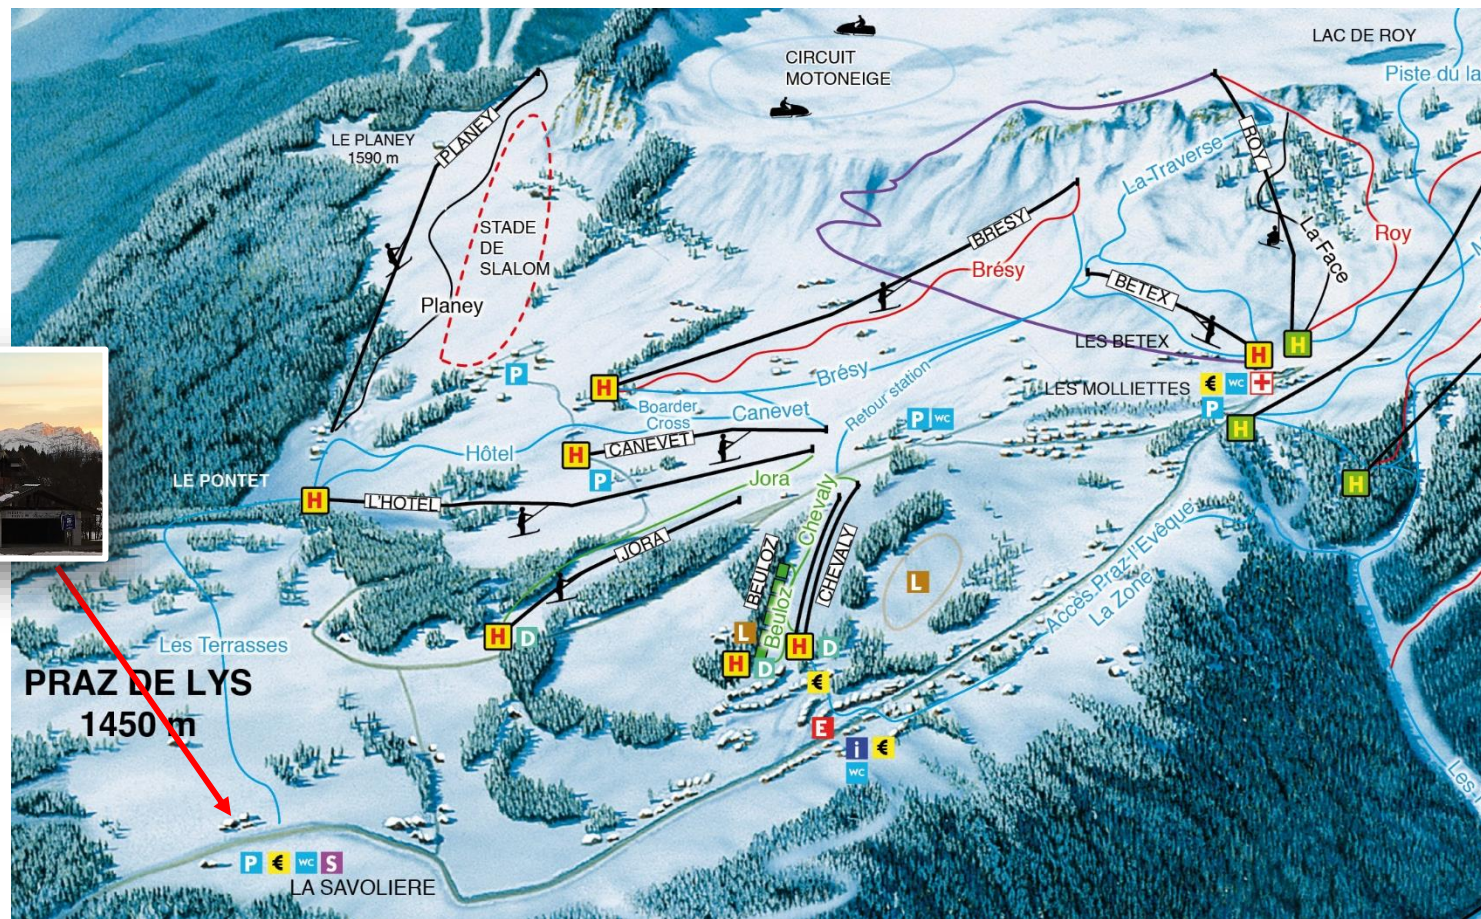 LAC DE ROY
CIRCUIT
MOTONEIGE
Piste du la
PLANEY
LE PLANEY
1590 m
ROY
La-Traverse
STADE
DE
SLALOM
BRESY
Roy
La-Face
Brésy
Planey
BETEX
LES BETEX
H
H
H
P
Brésy
LES MOLLIETTES
€
WC
P
Boarder
Cross
Canevet
Retour station
P
WC
H
CANEVET
H
Hôtel
P
LE PONTET
H
L'HOTEL
Jora
H
Chevaly
JORA
BEULOZ
CHEVALY
L
Accès Praz-l'Evêque
La Zone
Beuloz
L
H
D
Les Terrasses
H
D
H
D
PRAZ DE LYS
1450 m
€
E
i
€
WC
Les
P
€
WC
S
LA SAVOLIERE